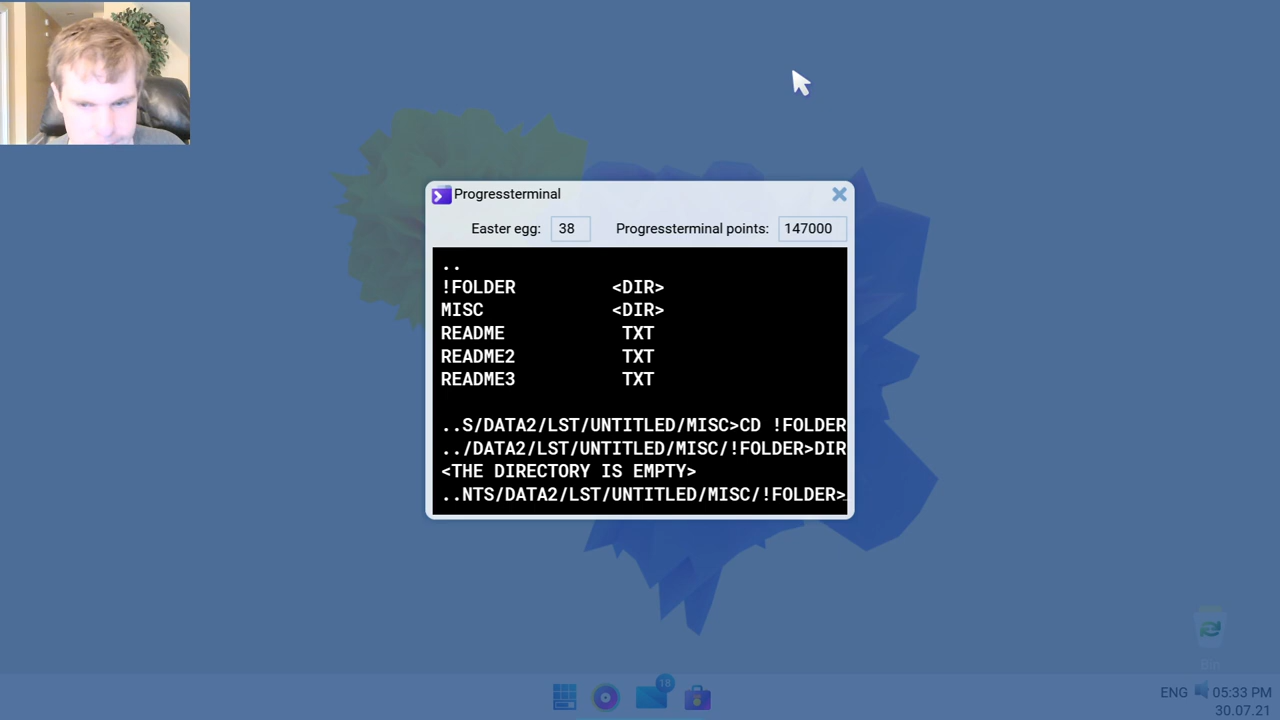 Progressterminal
Easter egg: 38 Progressterminal points: 147000
..
!FOLDER <DIR>
MISC <DIR>
README TXT
README2 TXT
README3 TXT
..S/DATA2/LST/UNTITLED/MISC>CD !FOLDER
../DATA2/LST/UNTITLED/MISC/!FOLDER>DIR
<THE DIRECTORY IS EMPTY>
..NTS/DATA2/LST/UNTITLED/MISC/!FOLDER>_
Bin
18
ENG 05:33 PM
30.07.21